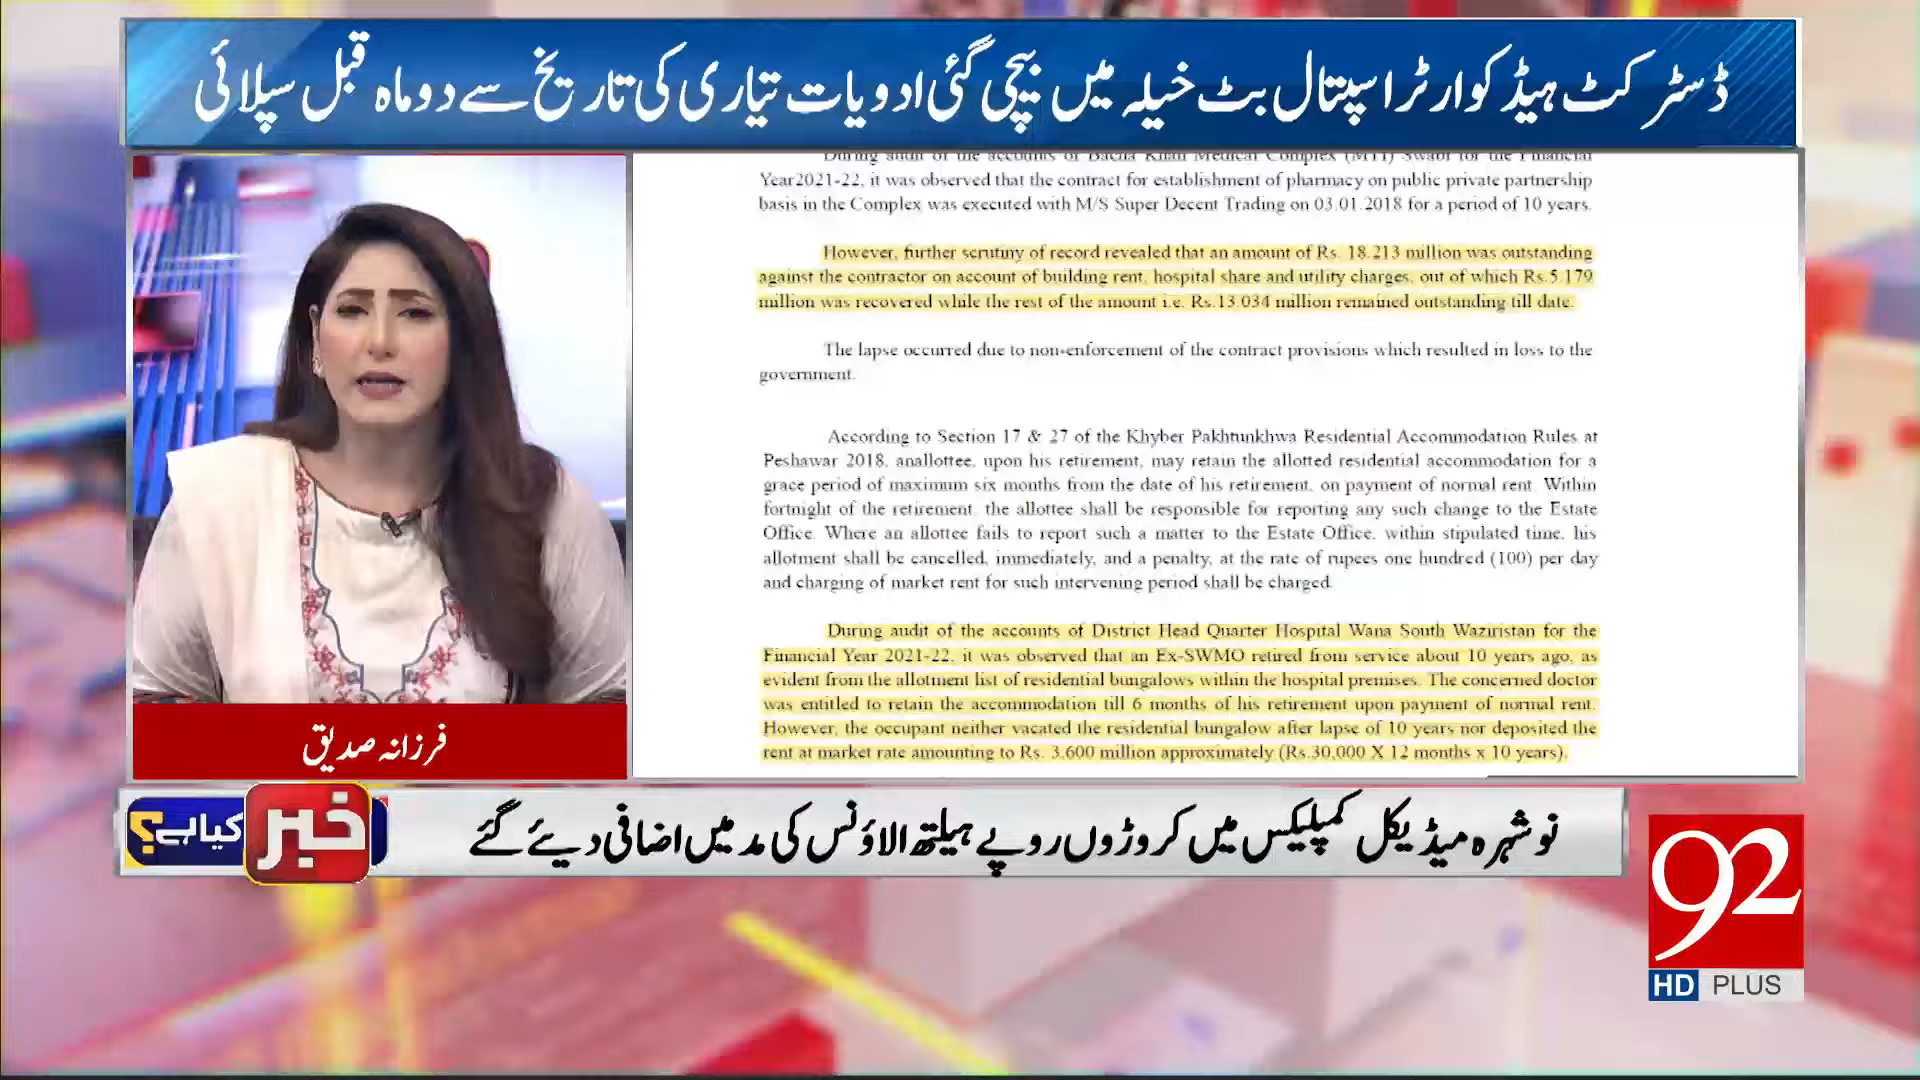 ڈسٹرکٹ ہیڈکوارٹر اسپتال بٹ خیلہ میں بیچی گئی ادویات تیاری کی تاریخ سے دو ماہ قبل سپلائی
During audit of the accounts of Bacha Khan Medical Complex (MTI) Swabi for the Financial
Year2021-22, it was observed that the contract for establishment of pharmacy on public private partnership
basis in the Complex was executed with M/S Super Decent Trading on 03.01.2018 for a period of 10 years.
However, further scrutiny of record revealed that an amount of Rs. 18.213 million was outstanding
against the contractor on account of building rent, hospital share and utility charges, out of which Rs.5.179
million was recovered while the rest of the amount i.e. Rs.13.034 million remained outstanding till date.
The lapse occurred due to non-enforcement of the contract provisions which resulted in loss to the
government.
According to Section 17 & 27 of the Khyber Pakhtunkhwa Residential Accommodation Rules at
Peshawar 2018, anallottee, upon his retirement, may retain the allotted residential accommodation for a
grace period of maximum six months from the date of his retirement, on payment of normal rent. Within
fortnight of the retirement, the allottee shall be responsible for reporting any such change to the Estate
Office. Where an allottee fails to report such a matter to the Estate Office, within stipulated time, his
allotment shall be cancelled, immediately, and a penalty, at the rate of rupees one hundred (100) per day
and charging of market rent for such intervening period shall be charged.
During audit of the accounts of District Head Quarter Hospital Wana South Waziristan for the
Financial Year 2021-22, it was observed that an Ex-SWMO retired from service about 10 years ago, as
evident from the allotment list of residential bungalows within the hospital premises. The concerned doctor
was entitled to retain the accommodation till 6 months of his retirement upon payment of normal rent.
However, the occupant neither vacated the residential bungalow after lapse of 10 years nor deposited the
rent at market rate amounting to Rs. 3.600 million approximately (Rs.30,000 X 12 months x 10 years).
فرزانہ صدیق
خبر کیا ہے؟
نوشہرہ میڈیکل کمپلیکس میں کروڑوں روپے ہیلتھ الاؤنس کی مد میں اضافی دیئے گئے
92
HD PLUS